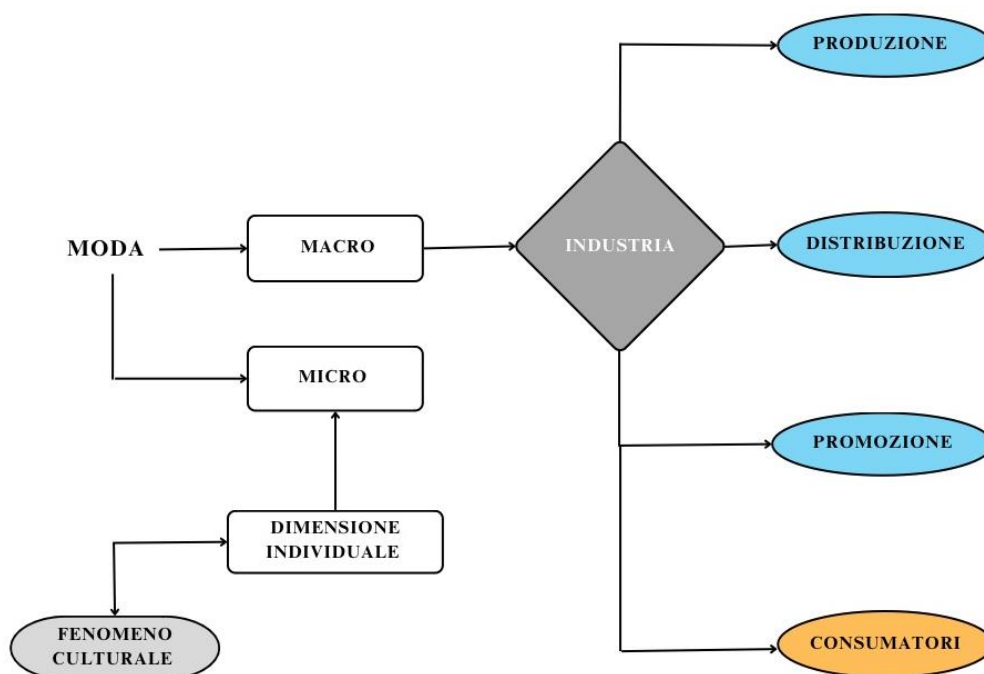 PRODUZIONE
MODA
MACRO
INDUSTRIA
DISTRIBUZIONE
MICRO
PROMOZIONE
DIMENSIONE
INDIVIDUALE
FENOMENO
CULTURALE
CONSUMATORI